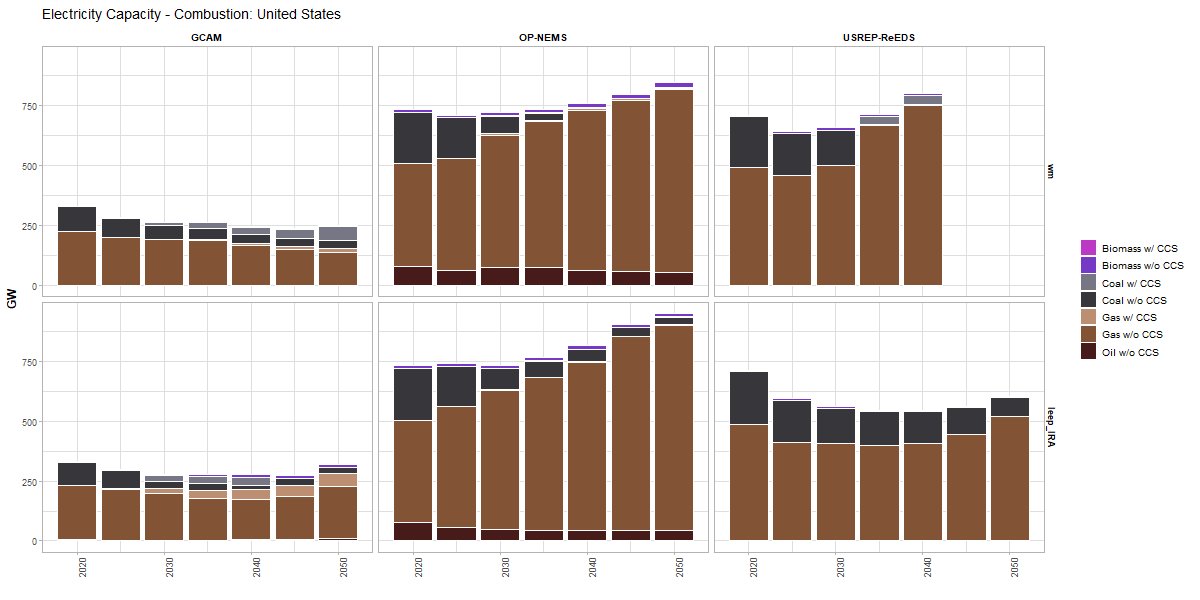 Electricity Capacity - Combustion: United States
GCAM
OP-NEMS
USREP-ReEDS
750
500
250
0
wm
750
500
250
0
leep_IRA
GW
2020
2030
2040
2050
2020
2030
2040
2050
2020
2030
2040
2050
Biomass w/ CCS
Biomass w/o CCS
Coal w/ CCS
Coal w/o CCS
Gas w/ CCS
Gas w/o CCS
Oil w/o CCS